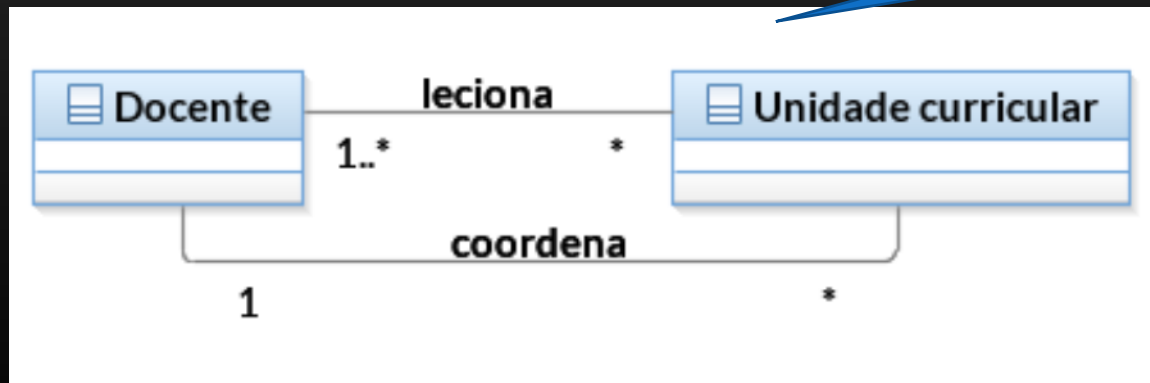 Docente
leciona
Unidade curricular
1..*
*
coordena
1
*